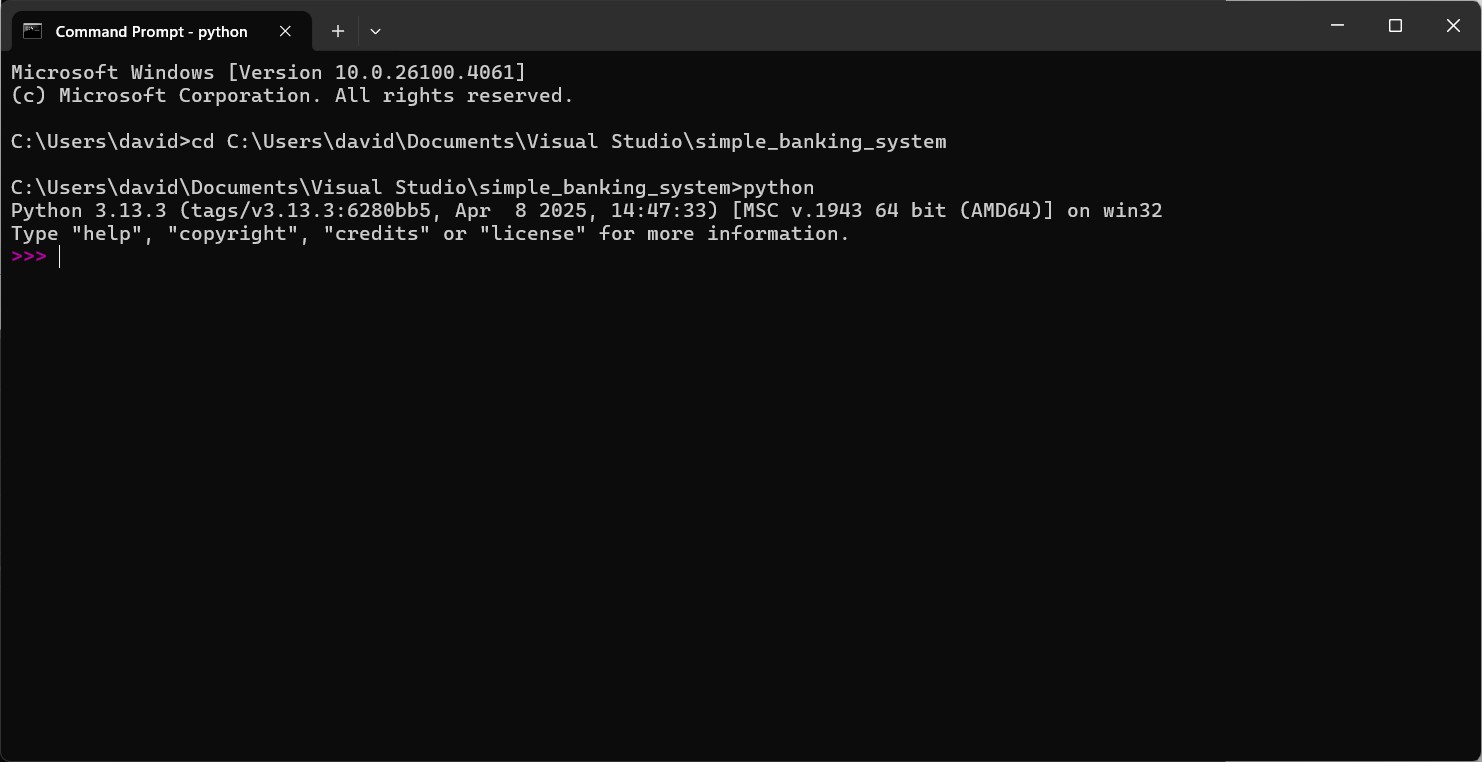 Command Prompt - python
Microsoft Windows [Version 10.0.26100.4061]
(c) Microsoft Corporation. All rights reserved.
C:\Users\david>cd C:\Users\david\Documents\Visual Studio\simple_banking_system
C:\Users\david\Documents\Visual Studio\simple_banking_system>python
Python 3.13.3 (tags/v3.13.3:6280bb5, Apr  8 2025, 14:47:33) [MSC v.1943 64 bit (AMD64)] on win32
Type "help", "copyright", "credits" or "license" for more information.
>>>